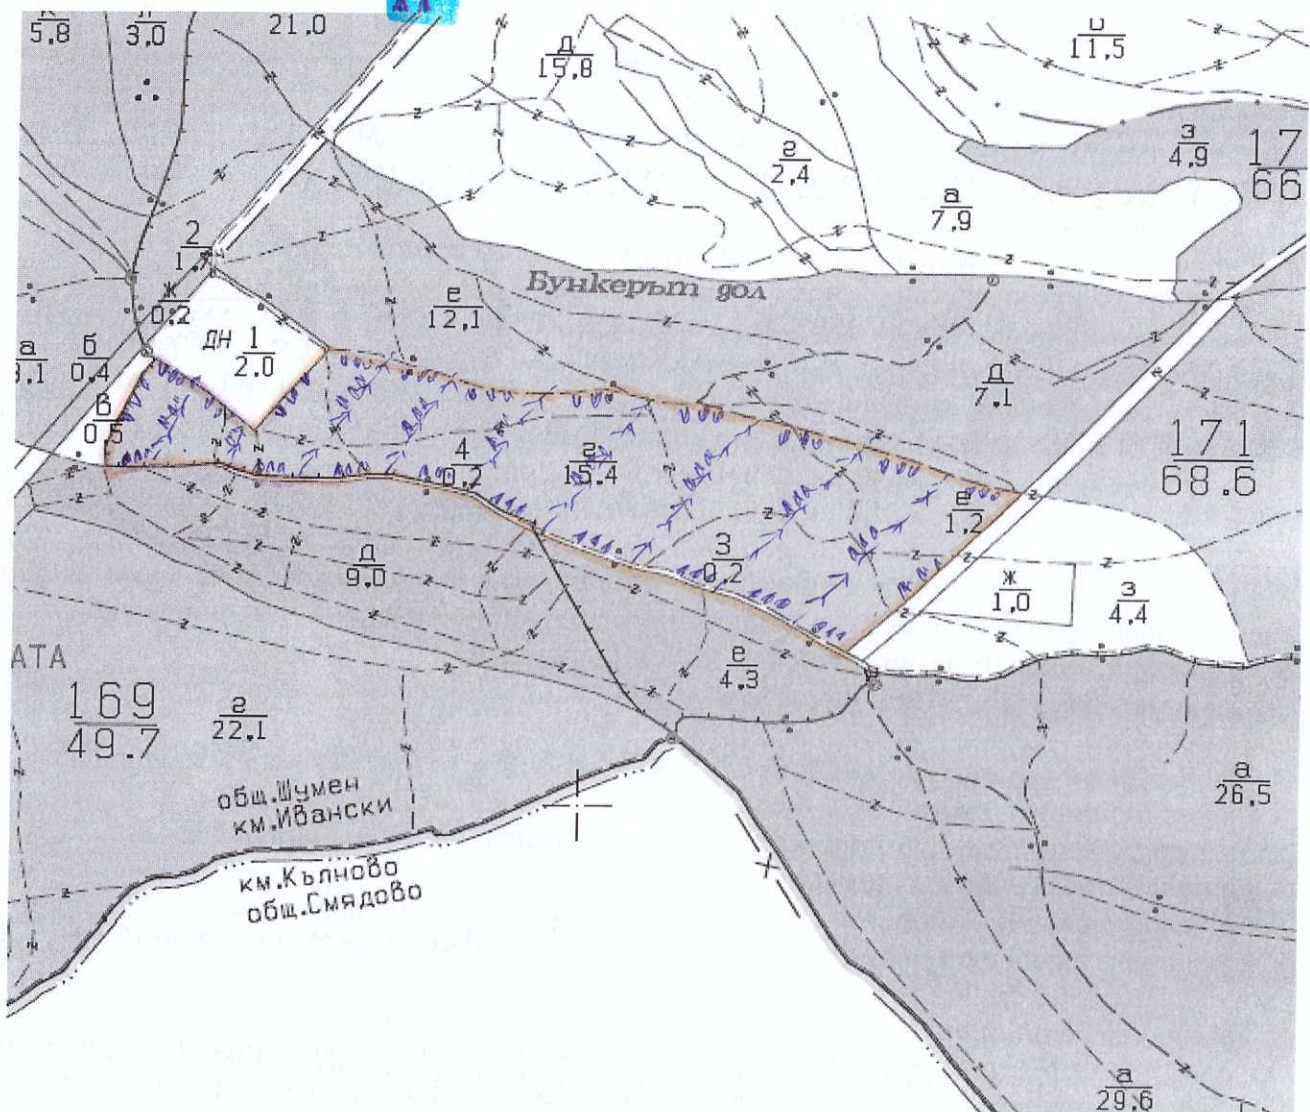 5,8
3,0
21.0
д
15,8
11,5
з
4,9
17
66
г
2,4
а
7,9
2
1,7
Бункерът дол
ж
0,2
е
12,1
дн 1
2.0
а
б
0,4
д
7,1
в
0,5
171
68.6
4
0,2
г
15,4
е
1,2
з
0,2
д
9,0
ж
1,0
з
4,4
АТА
169
49.7
г
22,1
е
4,3
а
26,5
общ.Шумен
км.Ивански
км.Кълново
общ.Смядово
а
29,6